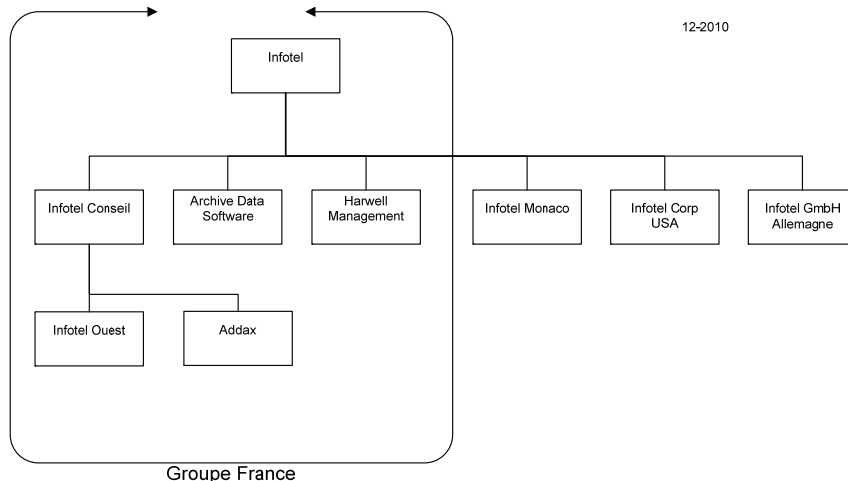 12-2010
Infotel
Infotel Conseil
Archive Data
Software
Harwell
Management
Infotel Monaco
Infotel Corp
USA
Infotel GmbH
Allemagne
Infotel Ouest
Addax
Groupe France